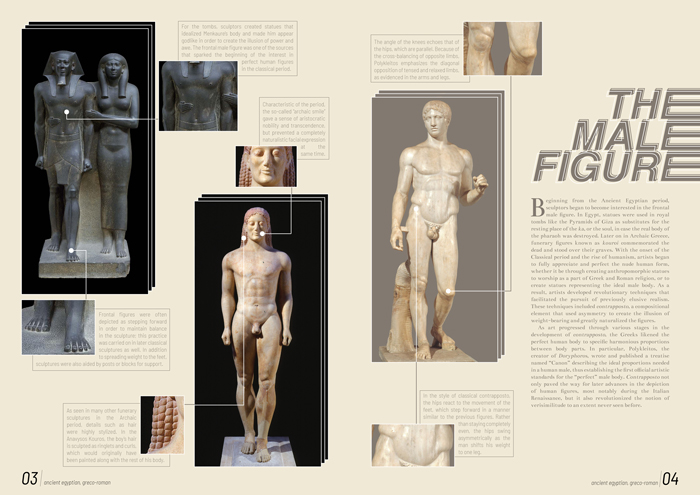 For the tombs, sculptors created statues that
idealized Menkaure's body and made him appear
godlike in order to create the illusion of power and
awe. The frontal male figure was one of the sources
that sparked the beginning of the interest in
perfect human figures
in the classical period.
Characteristic of the period,
the so-called "archaic smile"
gave a sense of aristocratic
nobility and transcendence,
but prevented a completely
naturalistic facial expression
at the
same time.
Frontal figures were often
depicted as stepping forward
in order to maintain balance
in the sculpture; this practice
was carried on in later classical
sculptures as well. In addition
to spreading weight to the feet,
sculptures were also aided by posts or blocks for support.
As seen in many other funerary
sculptures in the Archaic
period, details such as hair
were highly stylized. In the
Anavysos Kouros, the boy's hair
is sculpted as ringlets and curls,
which would originally have
been painted along with the rest of his body.
03 ancient egyptian, greco-roman
The angle of the knees echoes that of
the hips, which are parallel. Because of
the cross-balancing of opposite limbs,
Polykleitos emphasizes the diagonal
opposition of tensed and relaxed limbs,
as evidenced in the arms and legs.
In the style of classical contrapposto,
the hips react to the movement of the
feet, which step forward in a manner
similar to the previous figures. Rather
than staying completely
even, the hips swing
asymmetrically as the
man shifts his weight
to one leg.
THE
MALE
FIGURE
Beginning from the Ancient Egyptian period,
sculptors began to become interested in the frontal
male figure. In Egypt, statues were used in royal
tombs like the Pyramids of Giza as substitutes for the
resting place of the ka, or the soul, in case the real body of
the pharaoh was destroyed. Later on in Archaic Greece,
funerary figures known as kouroi commemorated the
dead and stood over their graves. With the onset of the
Classical period and the rise of humanism, artists began
to fully appreciate and perfect the nude human form,
whether it be through creating anthropomorphic statues
to worship as a part of Greek and Roman religion, or to
create statues representing the ideal male body. As a
result, artists developed revolutionary techniques that
facilitated the pursuit of previously elusive realism.
These techniques included contrapposto, a compositional
element that used asymmetry to create the illusion of
weight-bearing and greatly naturalized the figures.
As art progressed through various stages in the
development of contrapposto, the Greeks likened the
perfect human body to specific harmonious proportions
between body parts. In particular, Polykleitos, the
creator of Doryphoros, wrote and published a treatise
named "Canon" describing the ideal proportions needed
in a human male, thus establishing the first official artistic
standards for the "perfect" male body. Contrapposto not
only paved the way for later advances in the depiction
of human figures, most notably during the Italian
Renaissance, but it also revolutionized the notion of
verisimilitude to an extent never seen before.
ancient egyptian, greco-roman 04